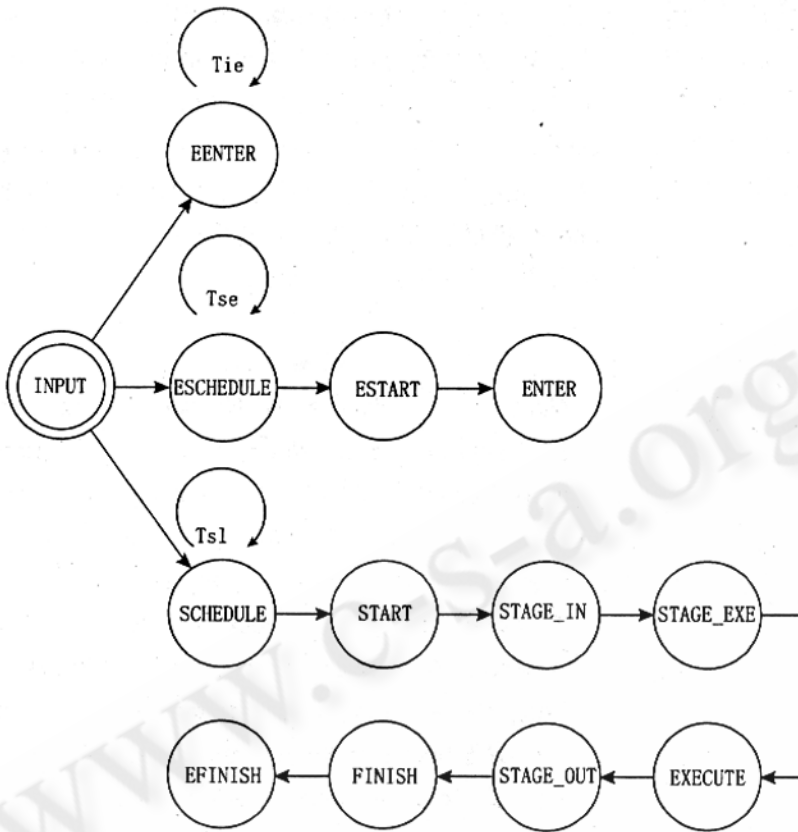 Tie
EENTER
Tse
INPUT
ESCHEDULE
ESTART
ENTER
Tsl
SCHEDULE
START
STAGE_IN
STAGE_EXE
EFINISH
FINISH
STAGE_OUT
EXECUTE
www.c-s-a.org